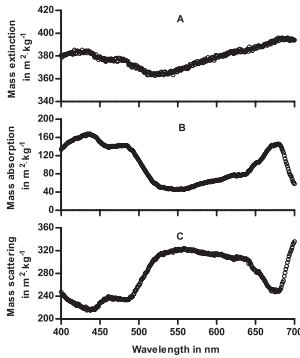 A
Mass extinction
in m²·kg⁻¹
420
400
380
360
340
B
Mass absorption
in m²·kg⁻¹
200
160
120
80
40
0
C
Mass scattering
in m²·kg⁻¹
360
320
280
240
200
400 450 500 550 600 650 700
Wavelength in nm